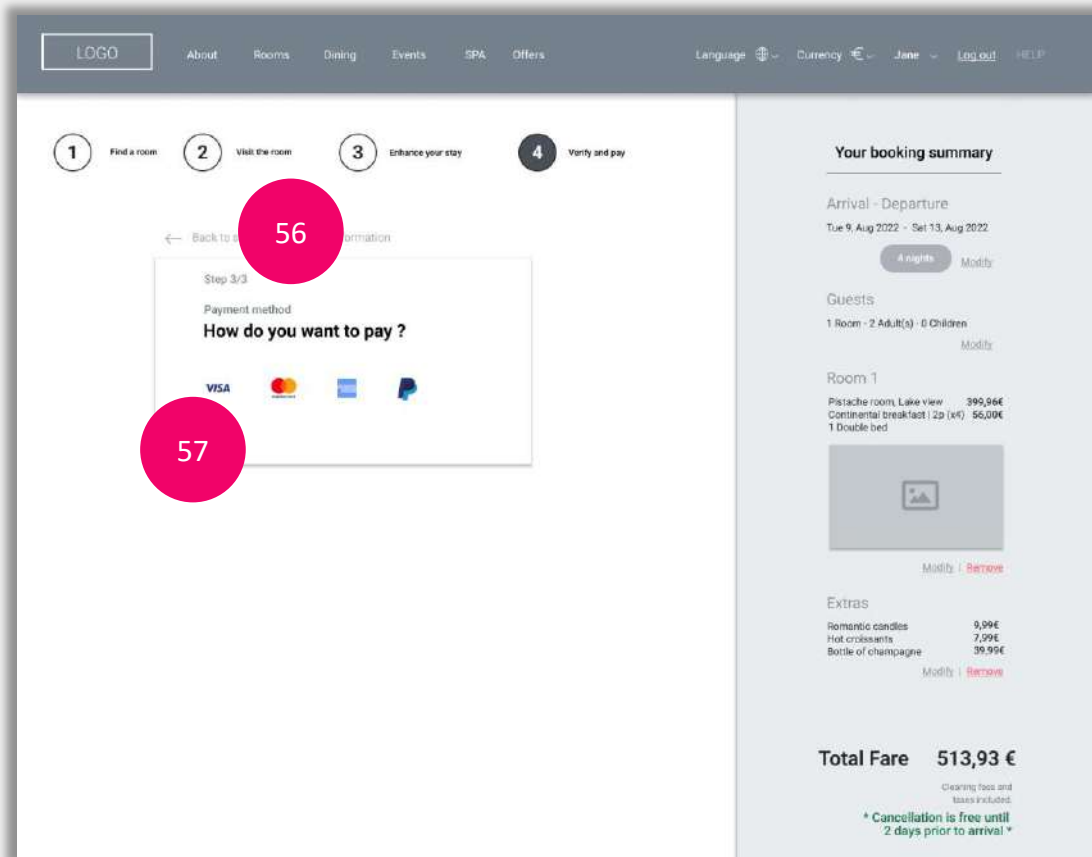 LOGO About Rooms Dining Events SPA Offers Language Currency € Jane Log out HELP
1 Find a room 2 Visit the room 3 Enhance your stay 4 Verify and pay
← Back to s
56
ormation
Step 3/3
Payment method
How do you want to pay ?
VISA
57
Your booking summary
Arrival - Departure
Tue 9, Aug 2022 - Set 13, Aug 2022
4 nights Modify
Guests
1 Room - 2 Adult(s) - 0 Children
Modify
Room 1
Pistache room, Lake view 399,96€
Continental breakfast | 2p (x4) 56,00€
1 Double bed
Modify | Remove
Extras
Romantic candles 9,99€
Hot croissants 7,99€
Bottle of champagne 39,99€
Modify | Remove
Total Fare 513,93 €
Cleaning fees and
taxes included.
* Cancellation is free until
2 days prior to arrival *